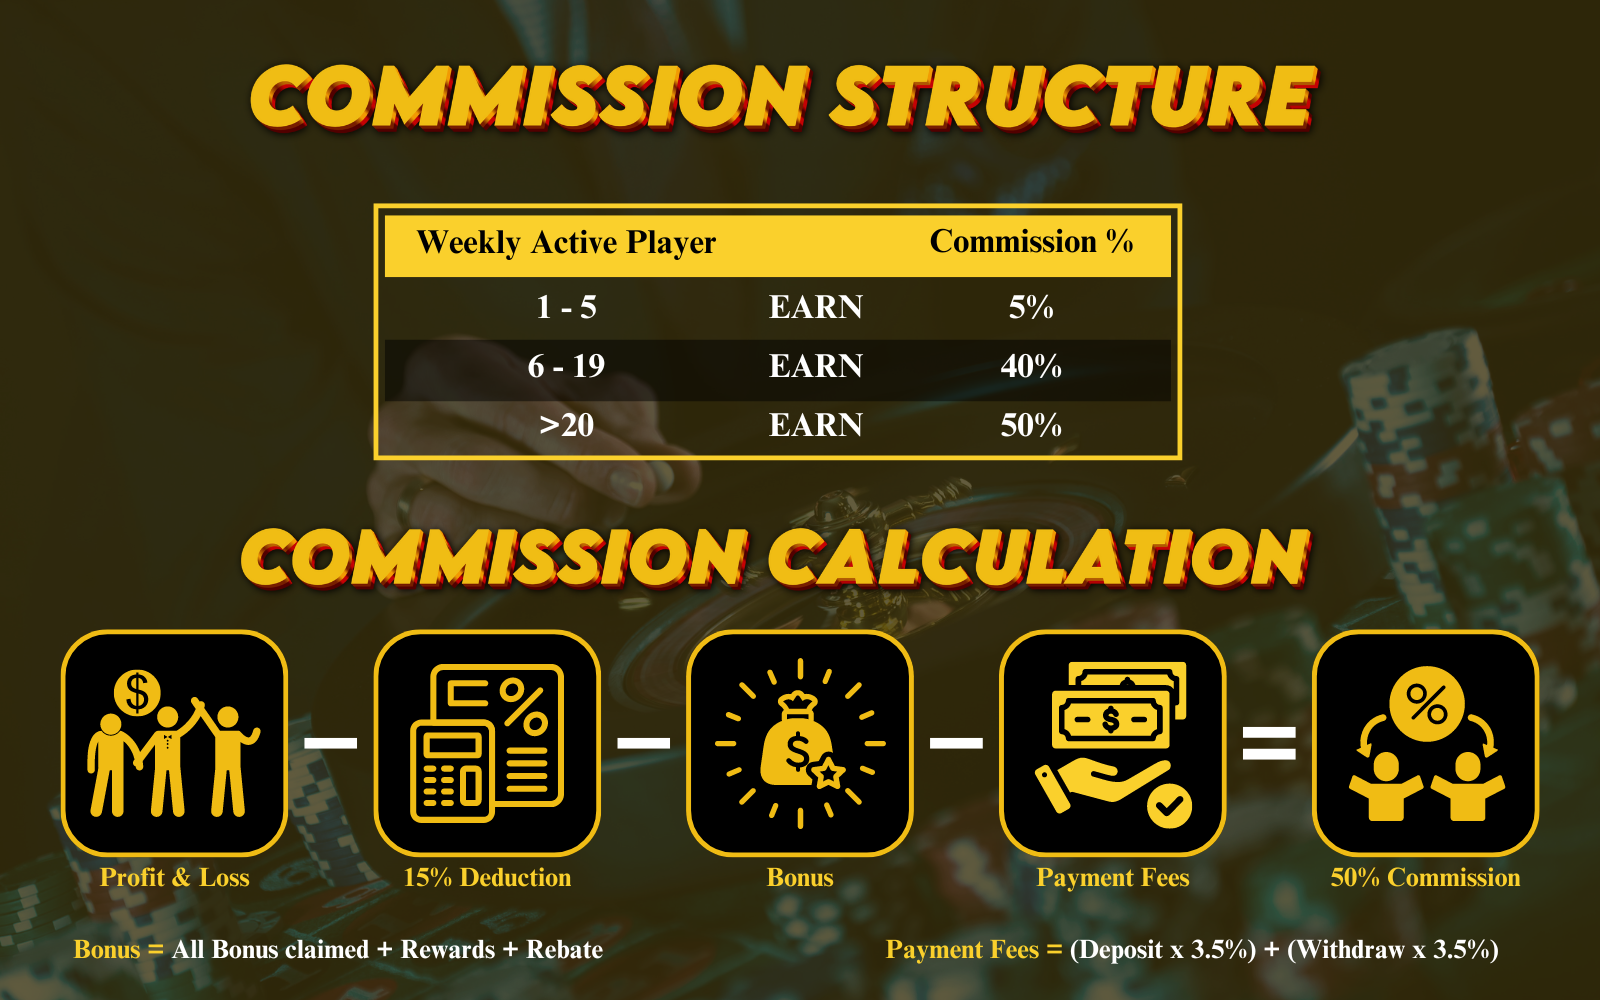 COMMISSION STRUCTURE
Weekly Active Player Commission %
1 - 5 EARN 5%
6 - 19 EARN 40%
>20 EARN 50%
COMMISSION CALCULATION
$ % $ $ %
Profit & Loss 15% Deduction Bonus Payment Fees 50% Commission
Bonus = All Bonus claimed + Rewards + Rebate
Payment Fees = (Deposit x 3.5%) + (Withdraw x 3.5%)